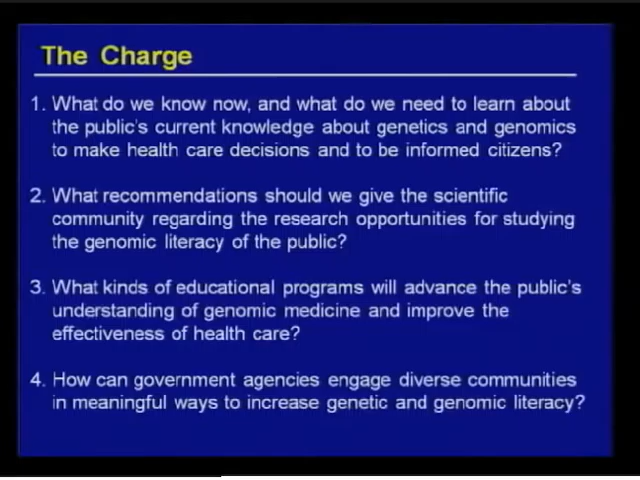 The Charge
1. What do we know now, and what do we need to learn about
the public's current knowledge about genetics and genomics
to make health care decisions and to be informed citizens?
2. What recommendations should we give the scientific
community regarding the research opportunities for studying
the genomic literacy of the public?
3. What kinds of educational programs will advance the public's
understanding of genomic medicine and improve the
effectiveness of health care?
4. How can government agencies engage diverse communities
in meaningful ways to increase genetic and genomic literacy?